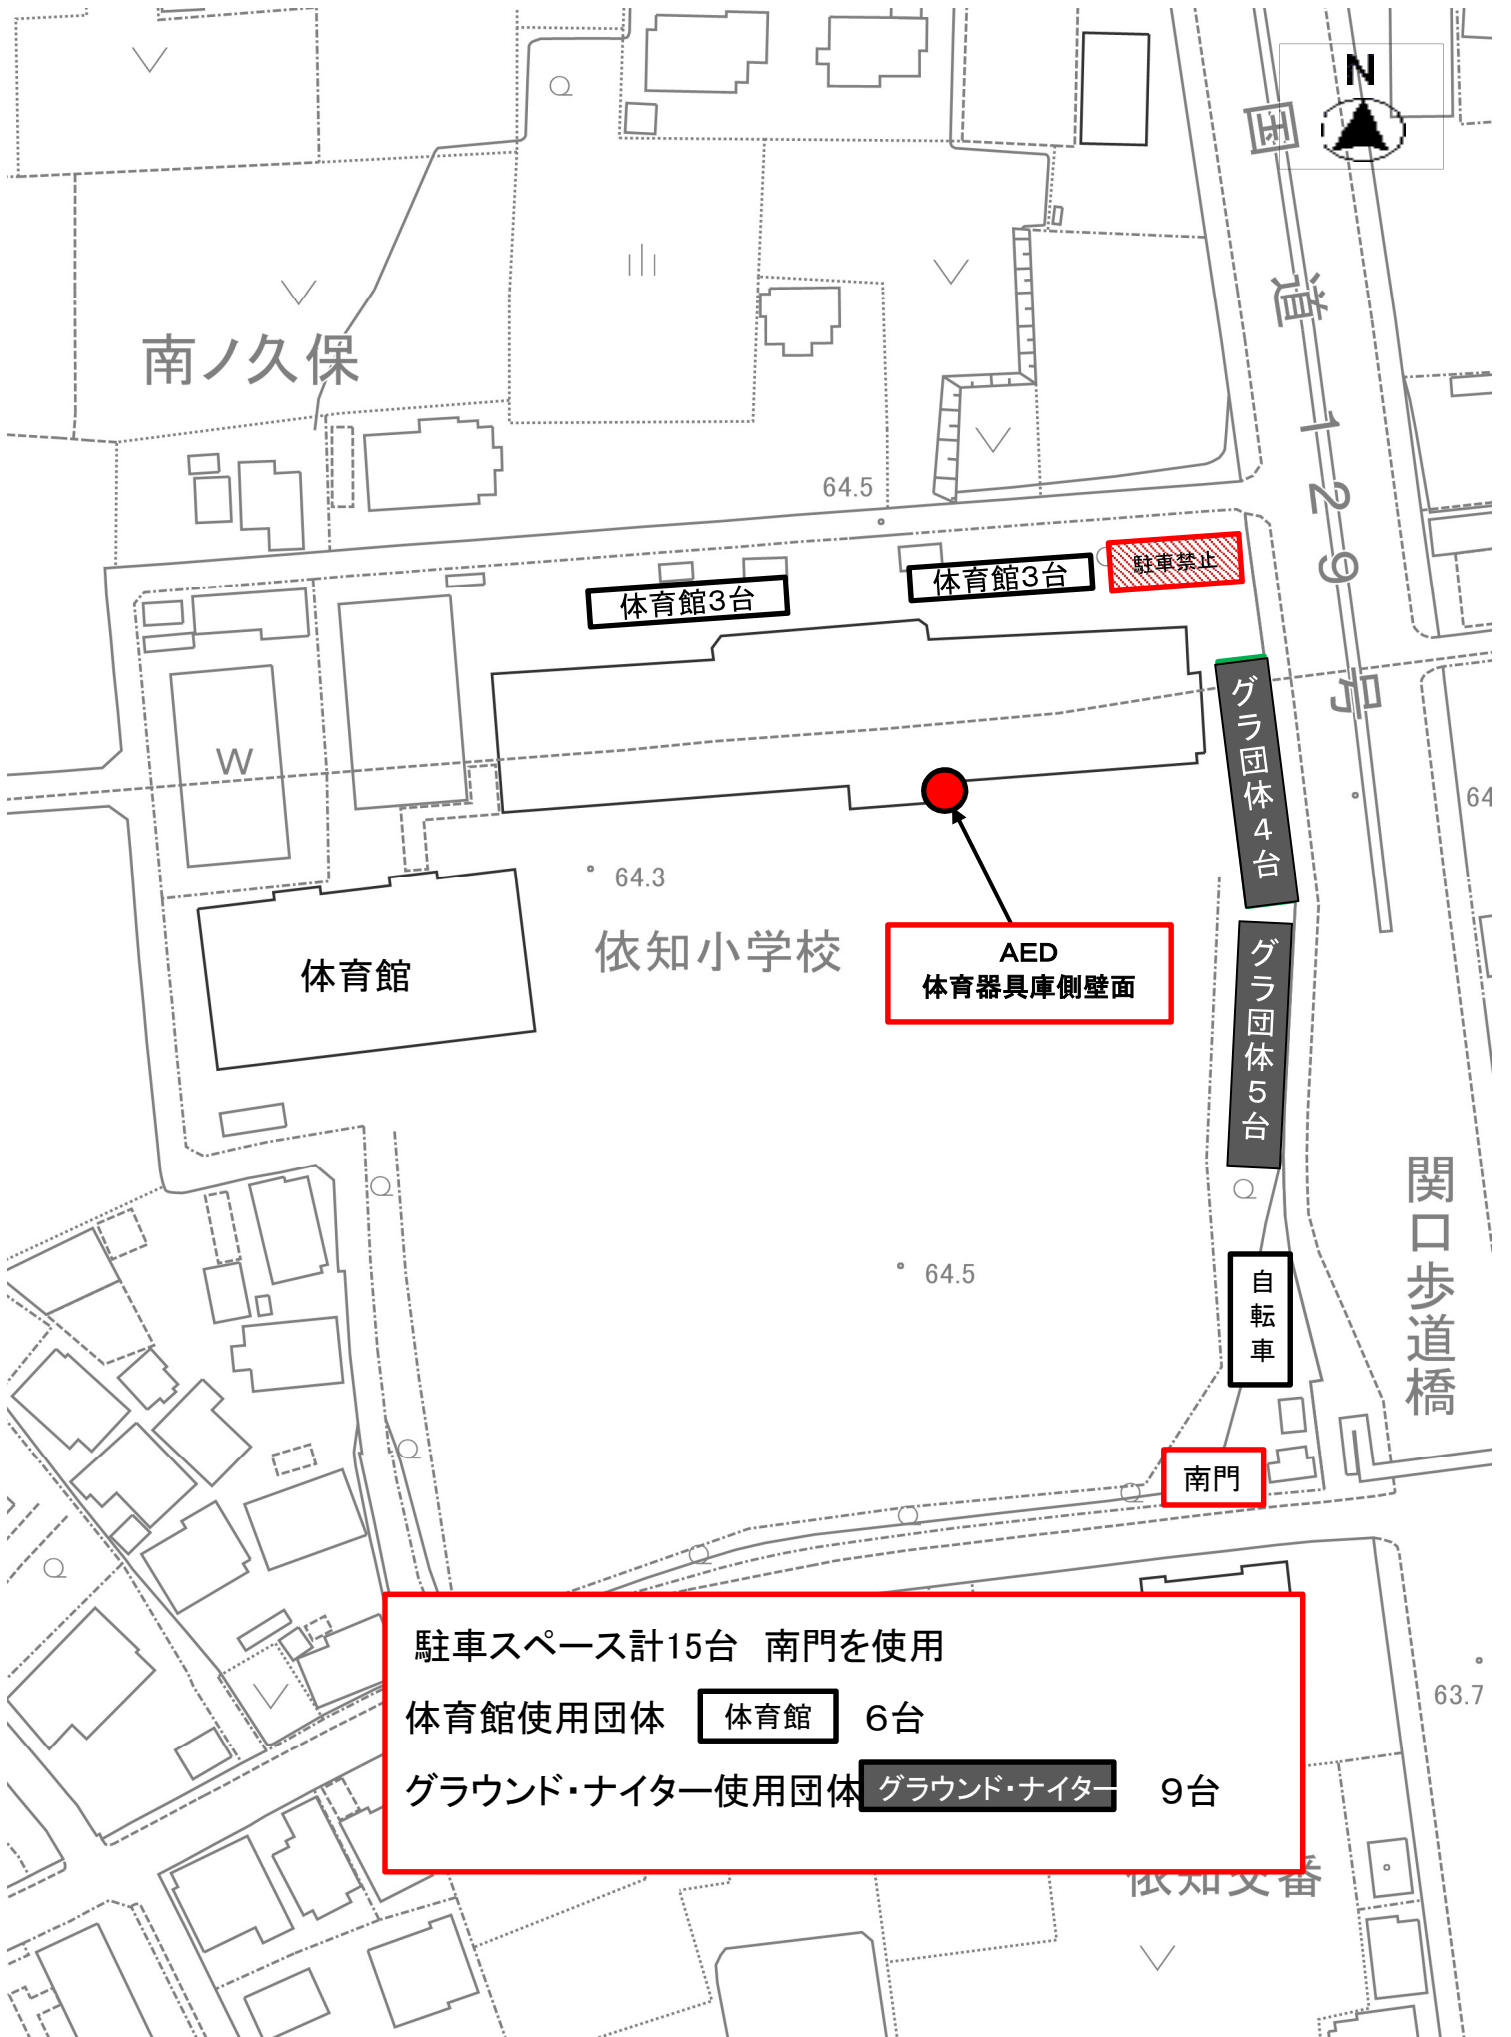 N
国道129号
南ノ久保
64.5
駐車禁止
体育館3台
体育館3台
グラ団体4台
W
64
64.3
依知小学校
AED
体育器具庫側壁面
体育館
グラ団体5台
関口歩道橋
64.5
自転車
南門
駐車スペース計15台 南門を使用
体育館使用団体 体育館 6台
グラウンド・ナイター使用団体 グラウンド・ナイター 9台
63.7
依知交番